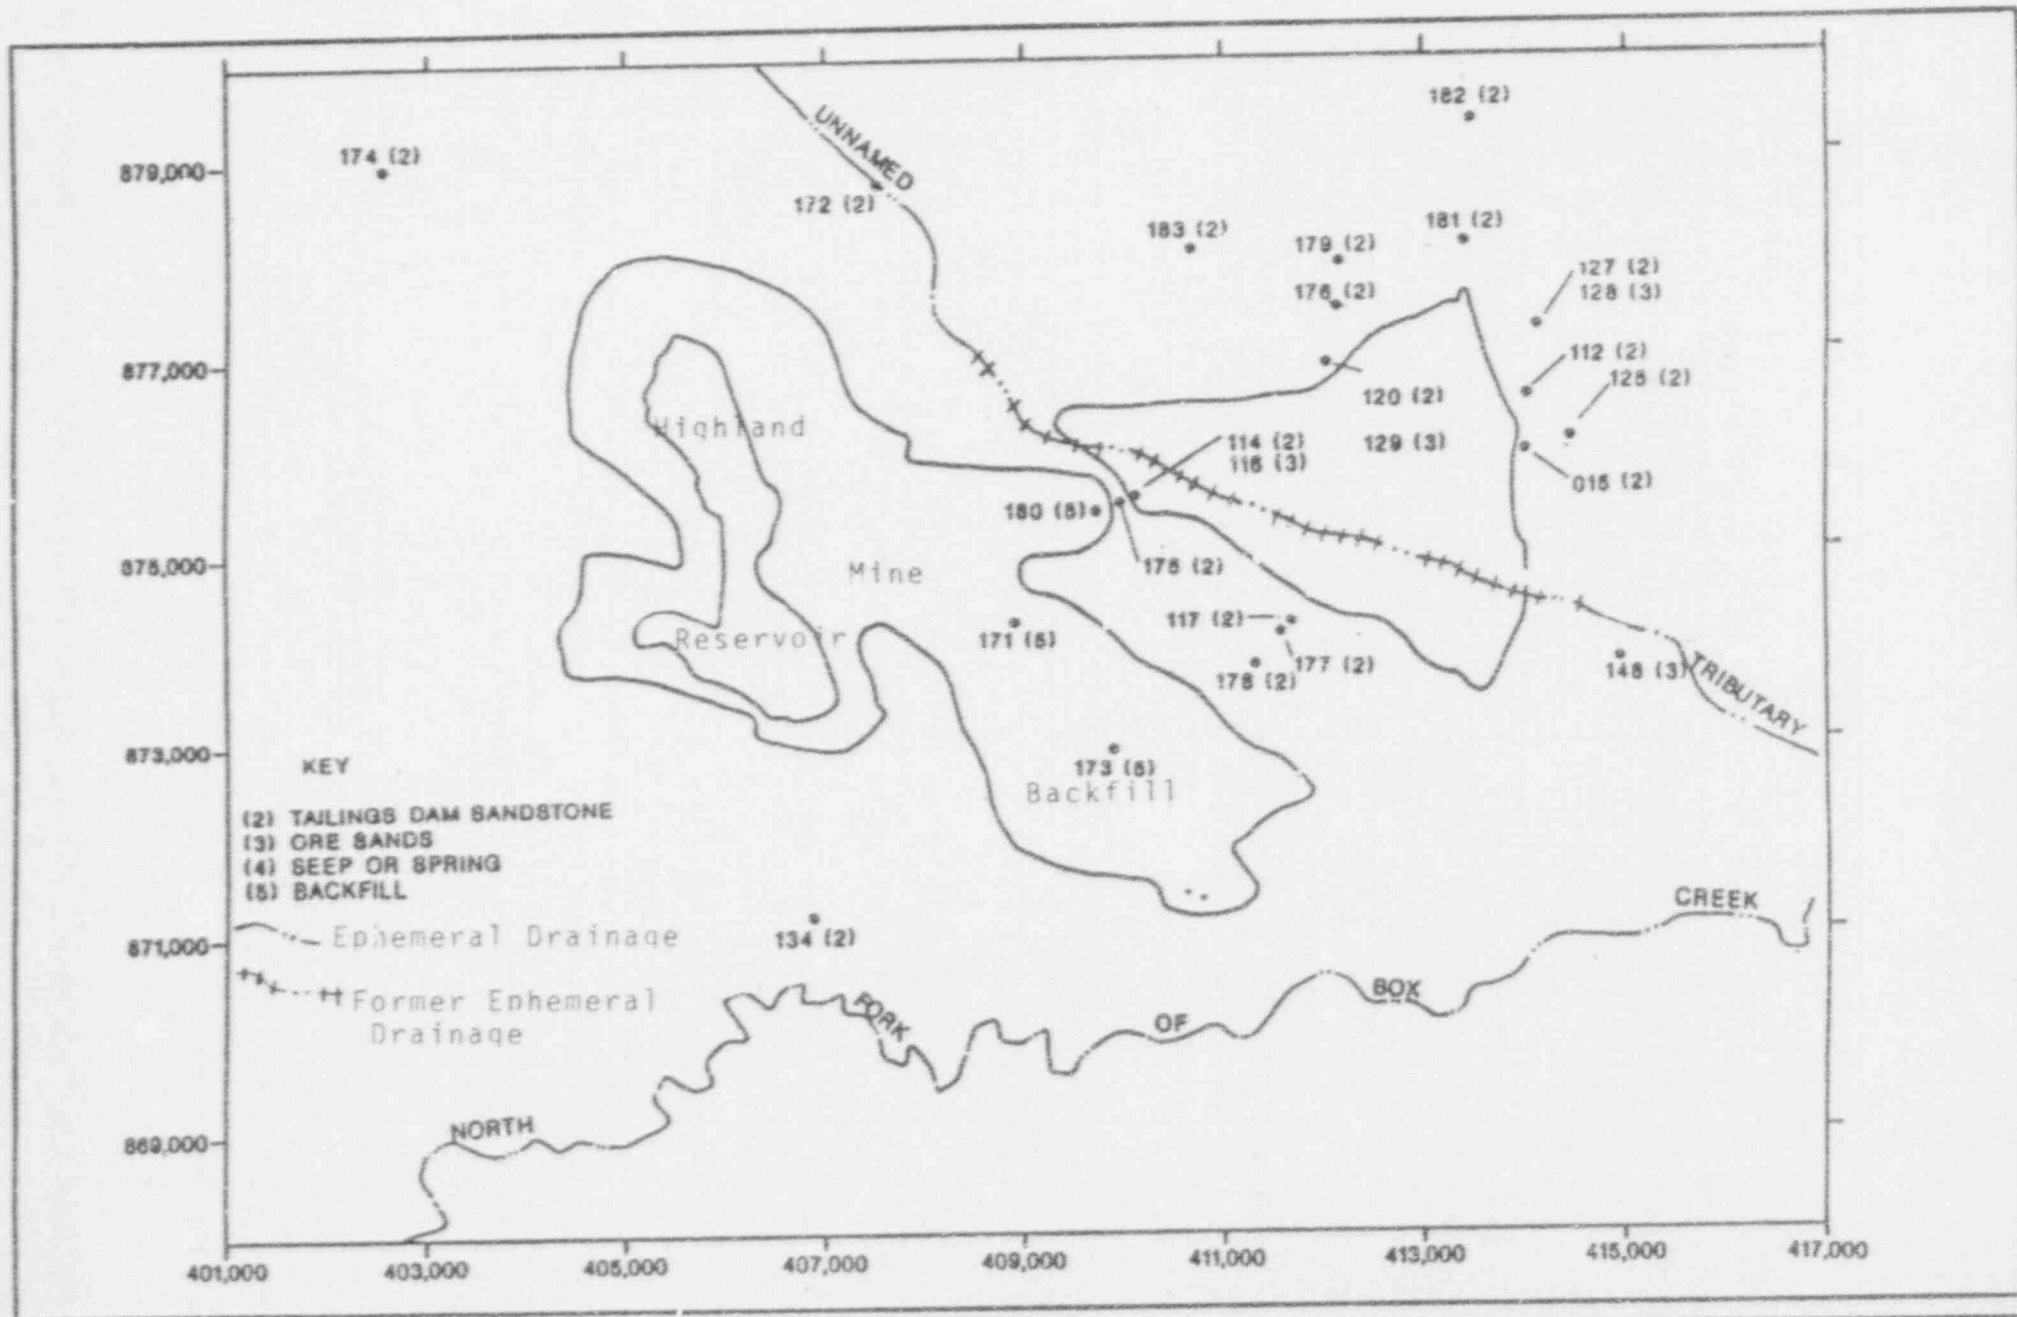 182 (2)
UNNAMED
174 (2)
879,000
172 (2)
183 (2)
179 (2)
181 (2)
127 (2)
128 (3)
176 (2)
877,000
112 (2)
125 (2)
120 (2)
Highland
114 (2)
129 (3)
116 (3)
015 (2)
180 (5)
875,000
Mine
175 (2)
117 (2)
Reservoir
171 (5)
177 (2)
148 (3)
178 (2)
TRIBUTARY
873,000
KEY
173 (5)
Backfill
(2) TAILINGS DAM SANDSTONE
(3) ORE SANDS
(4) SEEP OR SPRING
(5) BACKFILL
CREEK
Ephemeral Drainage
134 (2)
871,000
Former Ephemeral
Drainage
FORK
OF
BOX
NORTH
869,000
401,000
403,000
405,000
407,000
409,000
411,000
413,000
415,000
417,000